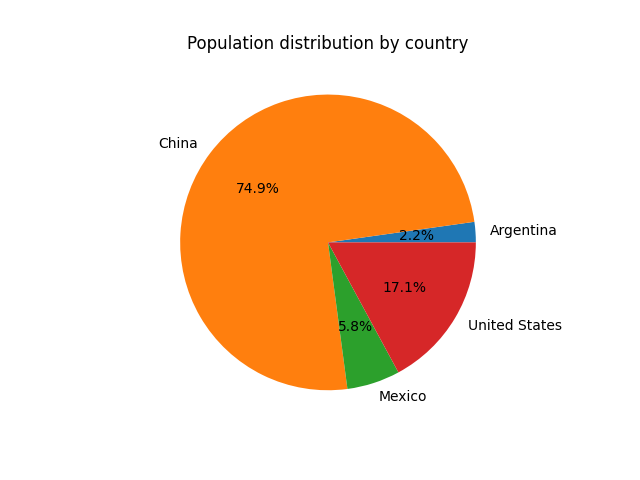 Population distribution by country
China
74.9%
Argentina
2.2%
17.1%
United States
5.8%
Mexico